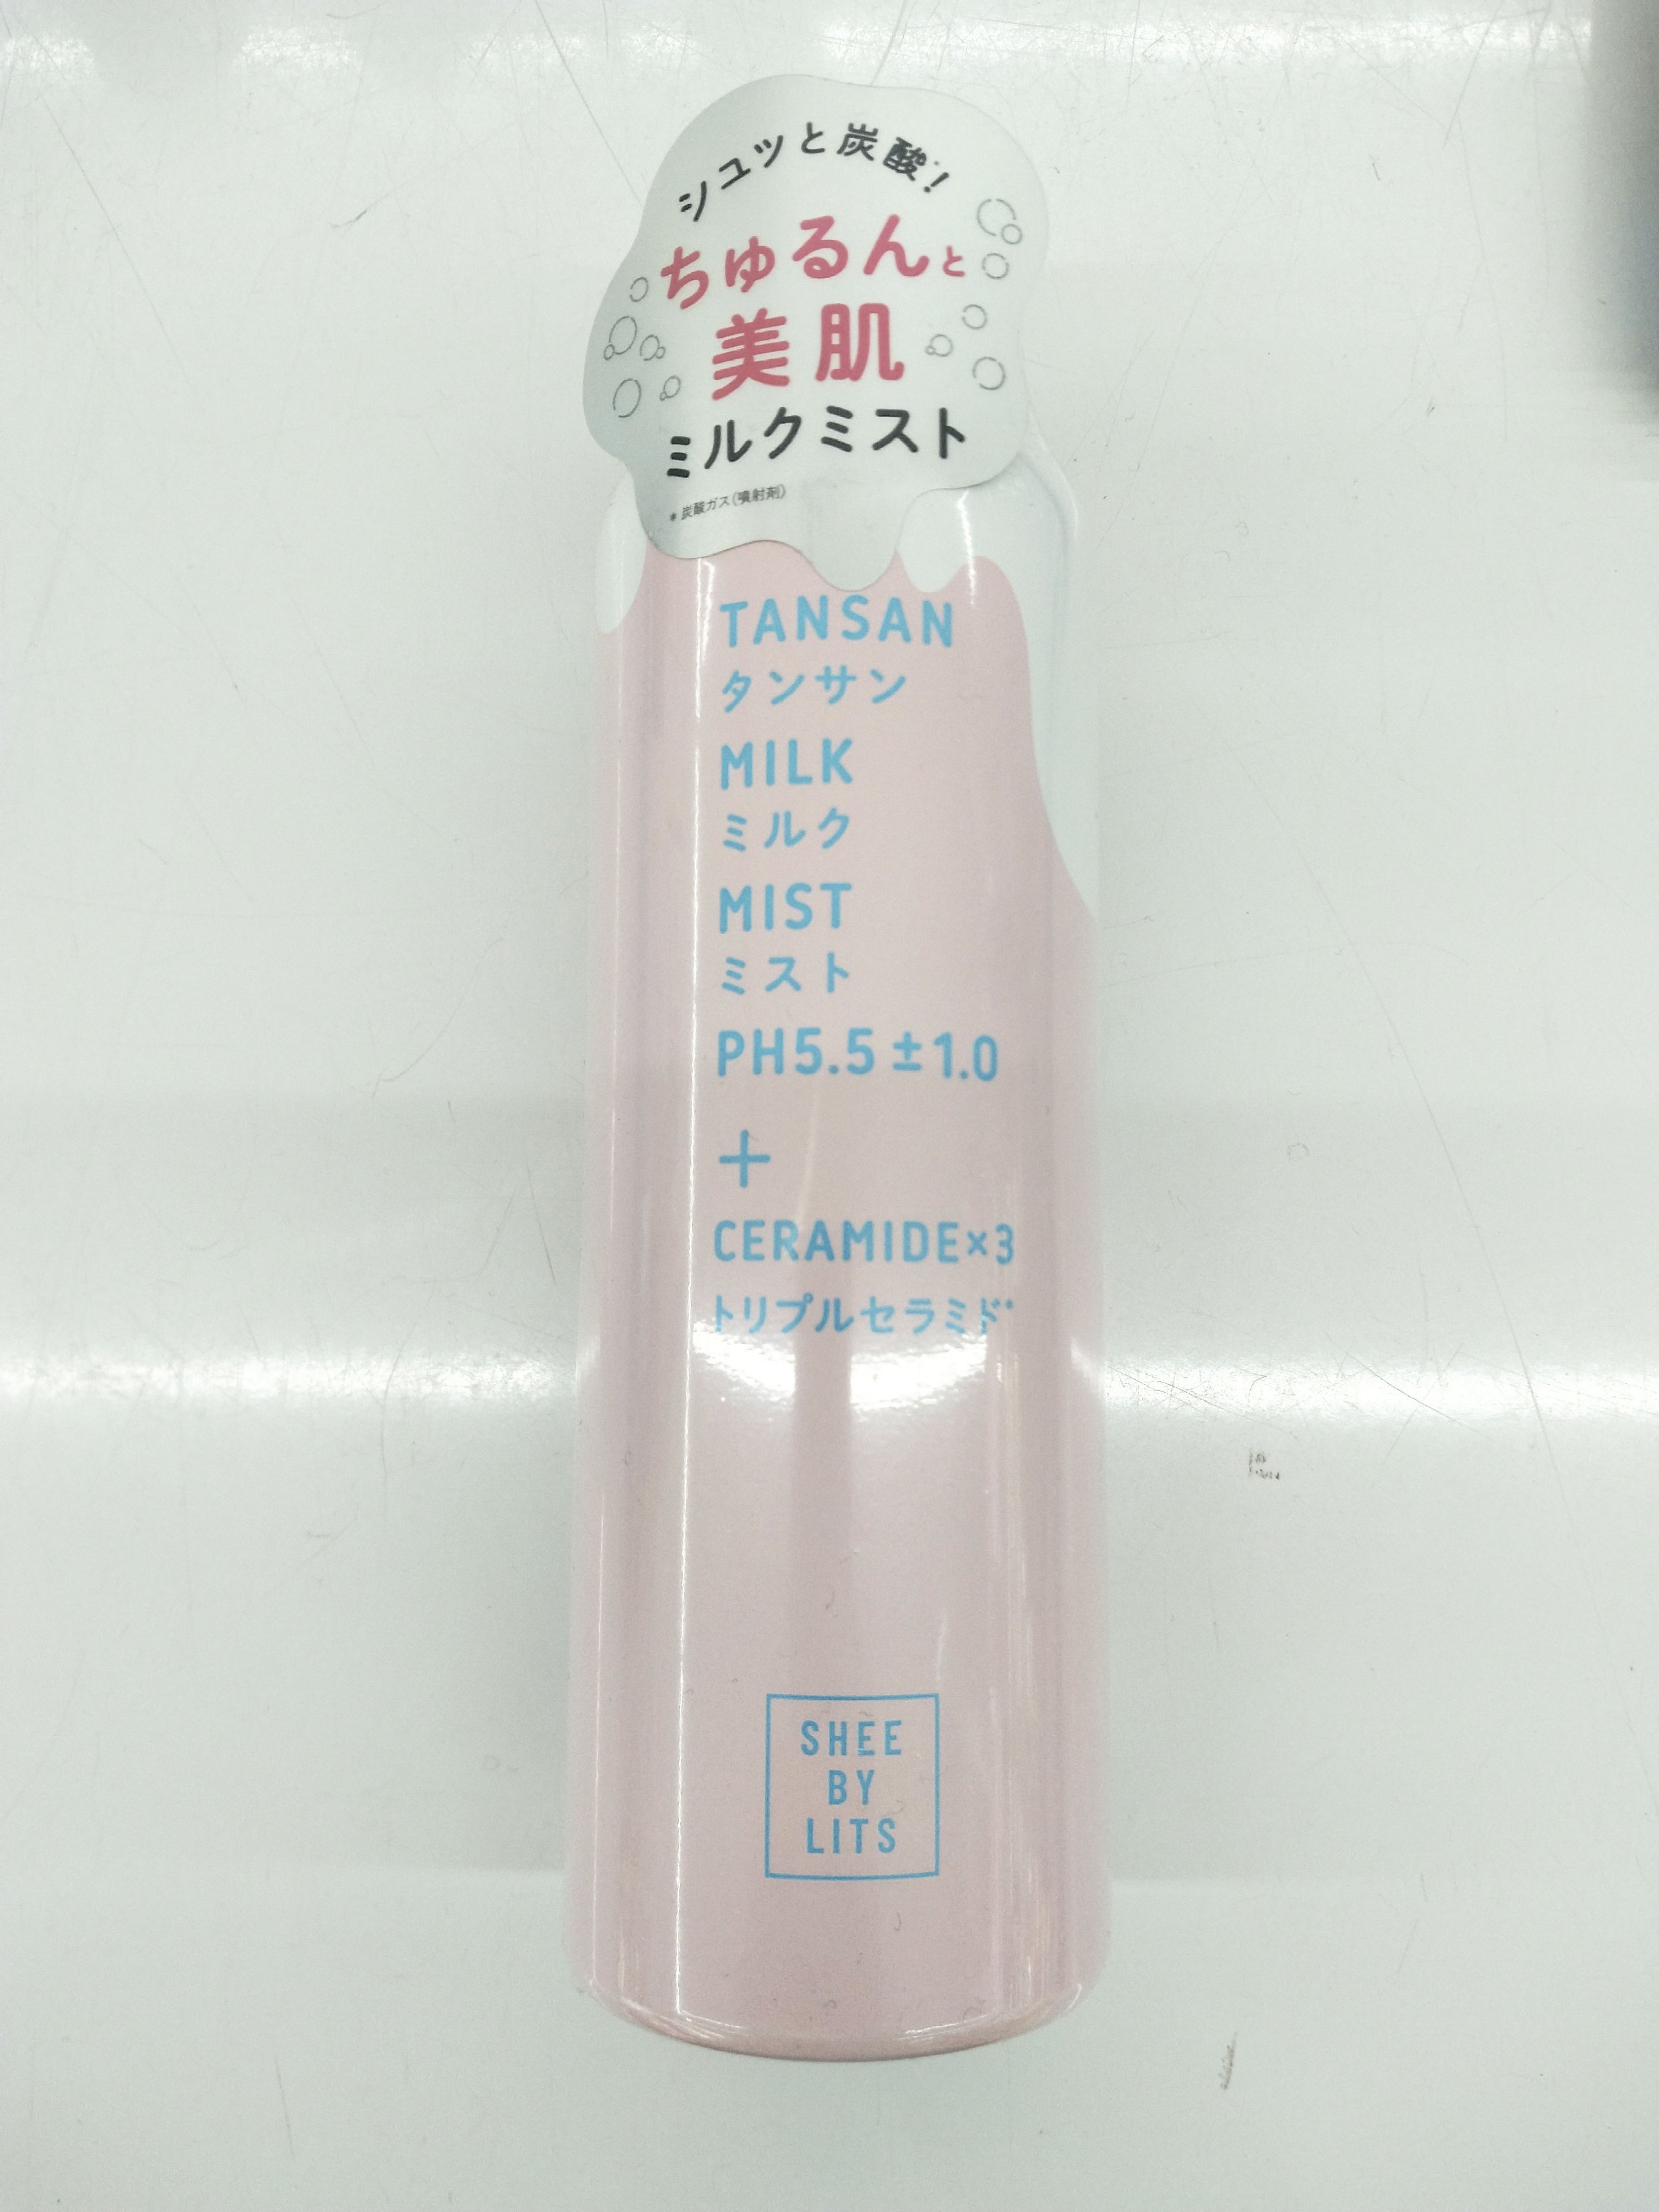 シュッと炭酸*!
ちゅるんと
美肌
ミルクミスト
* 炭酸ガス(噴射剤)
TANSAN
タンサン
MILK
ミルク
MIST
ミスト
PH5.5±1.0
+
CERAMIDE×3
トリプルセラミド*
SHEE
BY
LITS